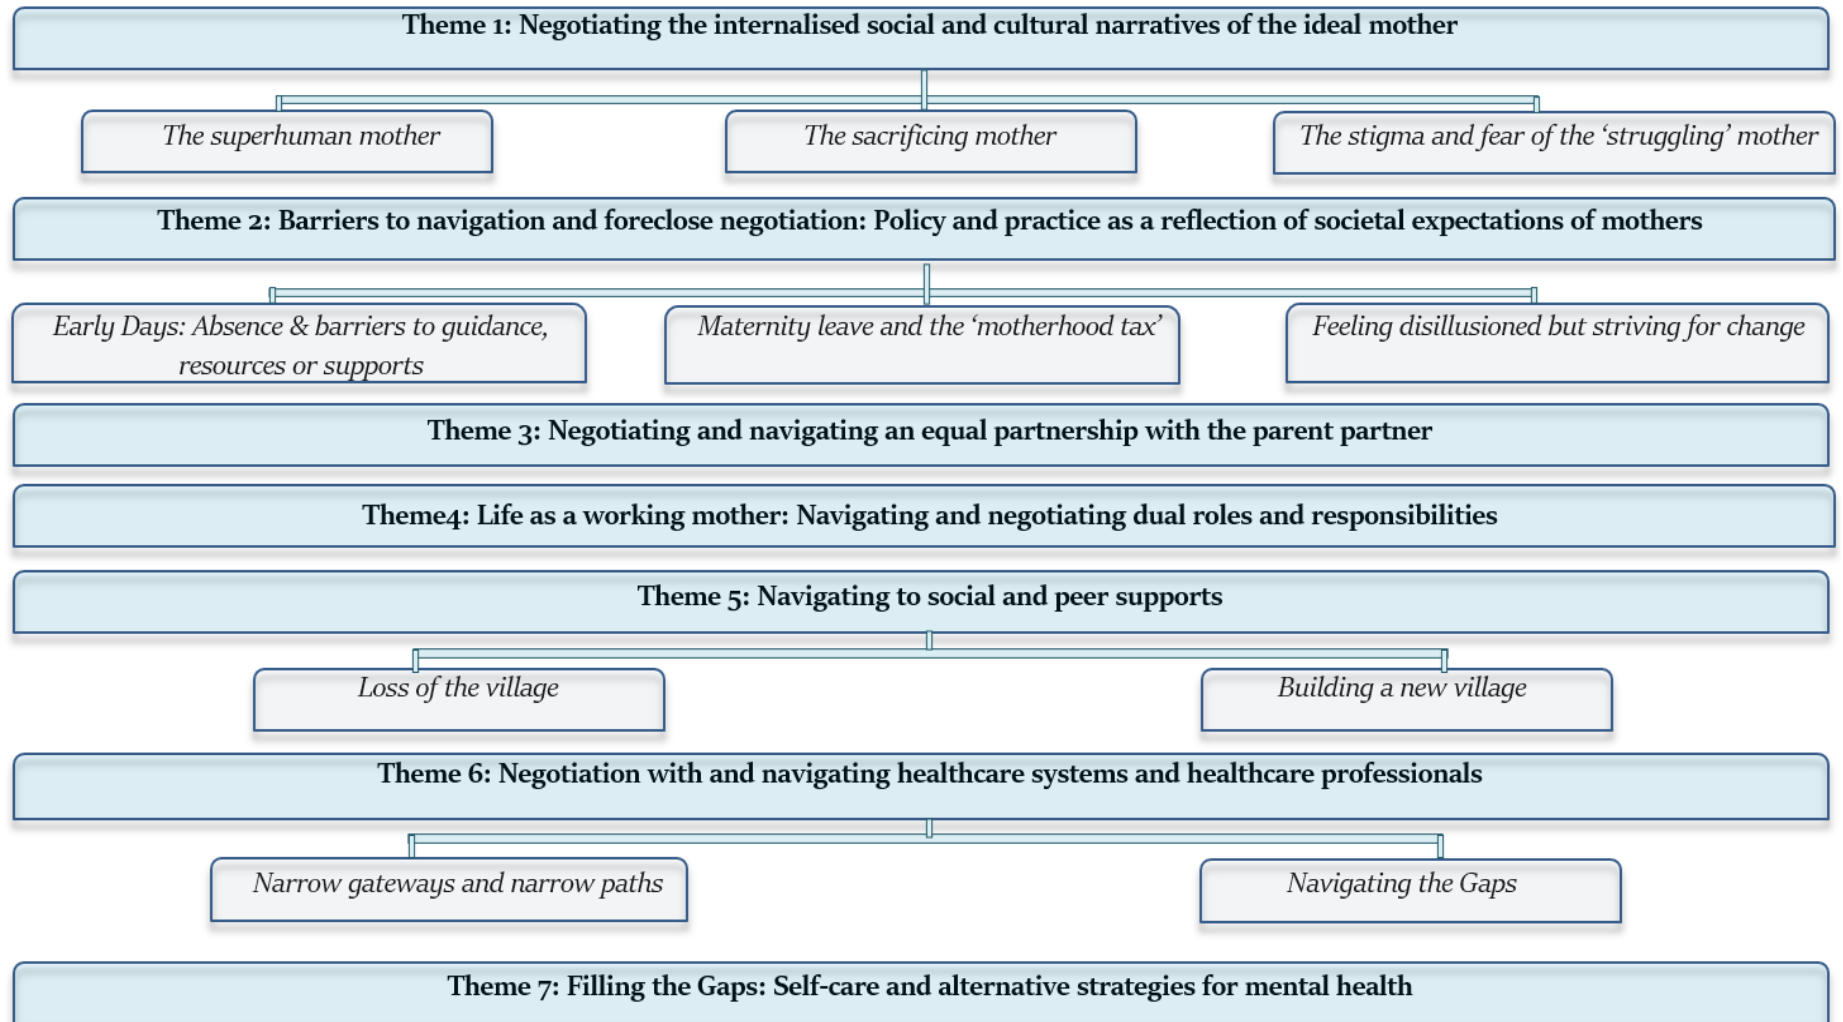 Theme 1: Negotiating the internalised social and cultural narratives of the ideal mother
The superhuman mother
The sacrificing mother
The stigma and fear of the ‘struggling’ mother
Theme 2: Barriers to navigation and foreclose negotiation: Policy and practice as a reflection of societal expectations of mothers
Early Days: Absence & barriers to guidance,
resources or supports
Maternity leave and the ‘motherhood tax’
Feeling disillusioned but striving for change
Theme 3: Negotiating and navigating an equal partnership with the parent partner
Theme4: Life as a working mother: Navigating and negotiating dual roles and responsibilities
Theme 5: Navigating to social and peer supports
Loss of the village
Building a new village
Theme 6: Negotiation with and navigating healthcare systems and healthcare professionals
Narrow gateways and narrow paths
Navigating the Gaps
Theme 7: Filling the Gaps: Self-care and alternative strategies for mental health